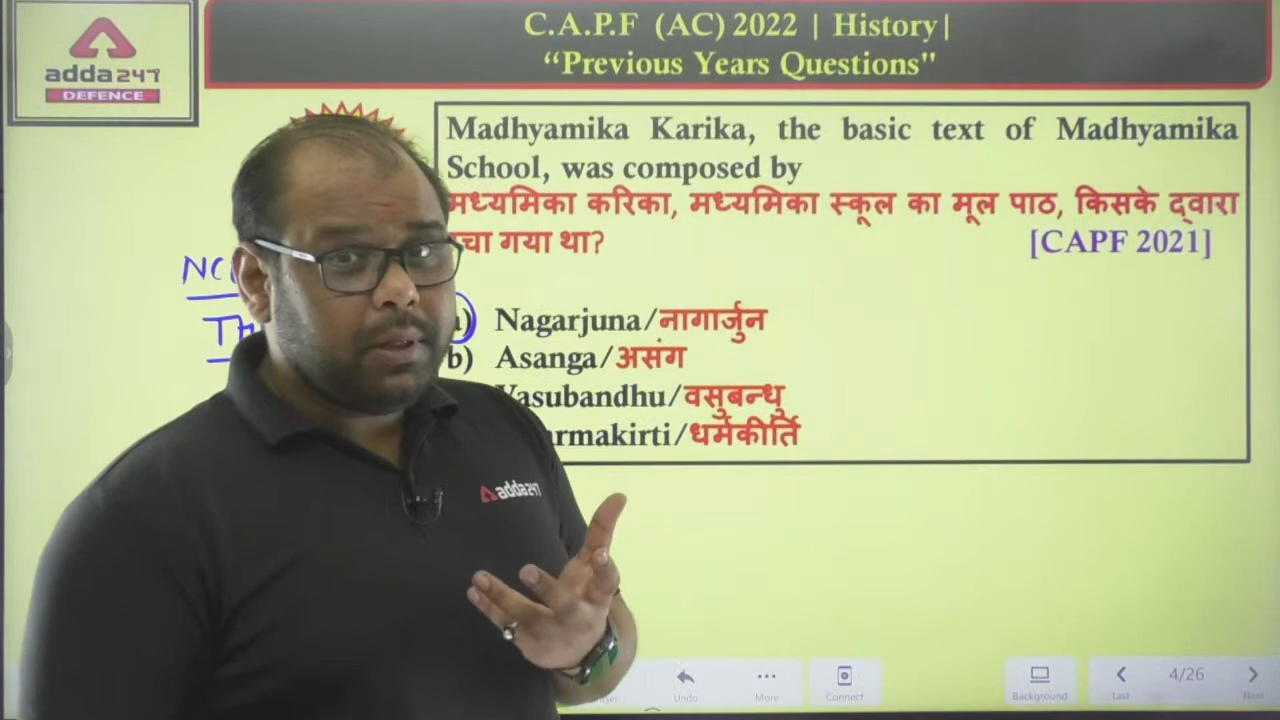 adda247
DEFENCE
C.A.P.F (AC) 2022 | History|
“Previous Years Questions"
Madhyamika Karika, the basic text of Madhyamika
School, was composed by
मध्यमिका करिका, मध्यमिका स्कूल का मूल पाठ, किसके द्वारा
गया था?
[CAPF 2021]
Nagarjuna/नागार्जुन
b) Asanga/असंग
Vasubandhu/वसुबन्धु
धर्मकीर्ति
adda247
Undo
More
Connect
Background
Last
4/26
Next